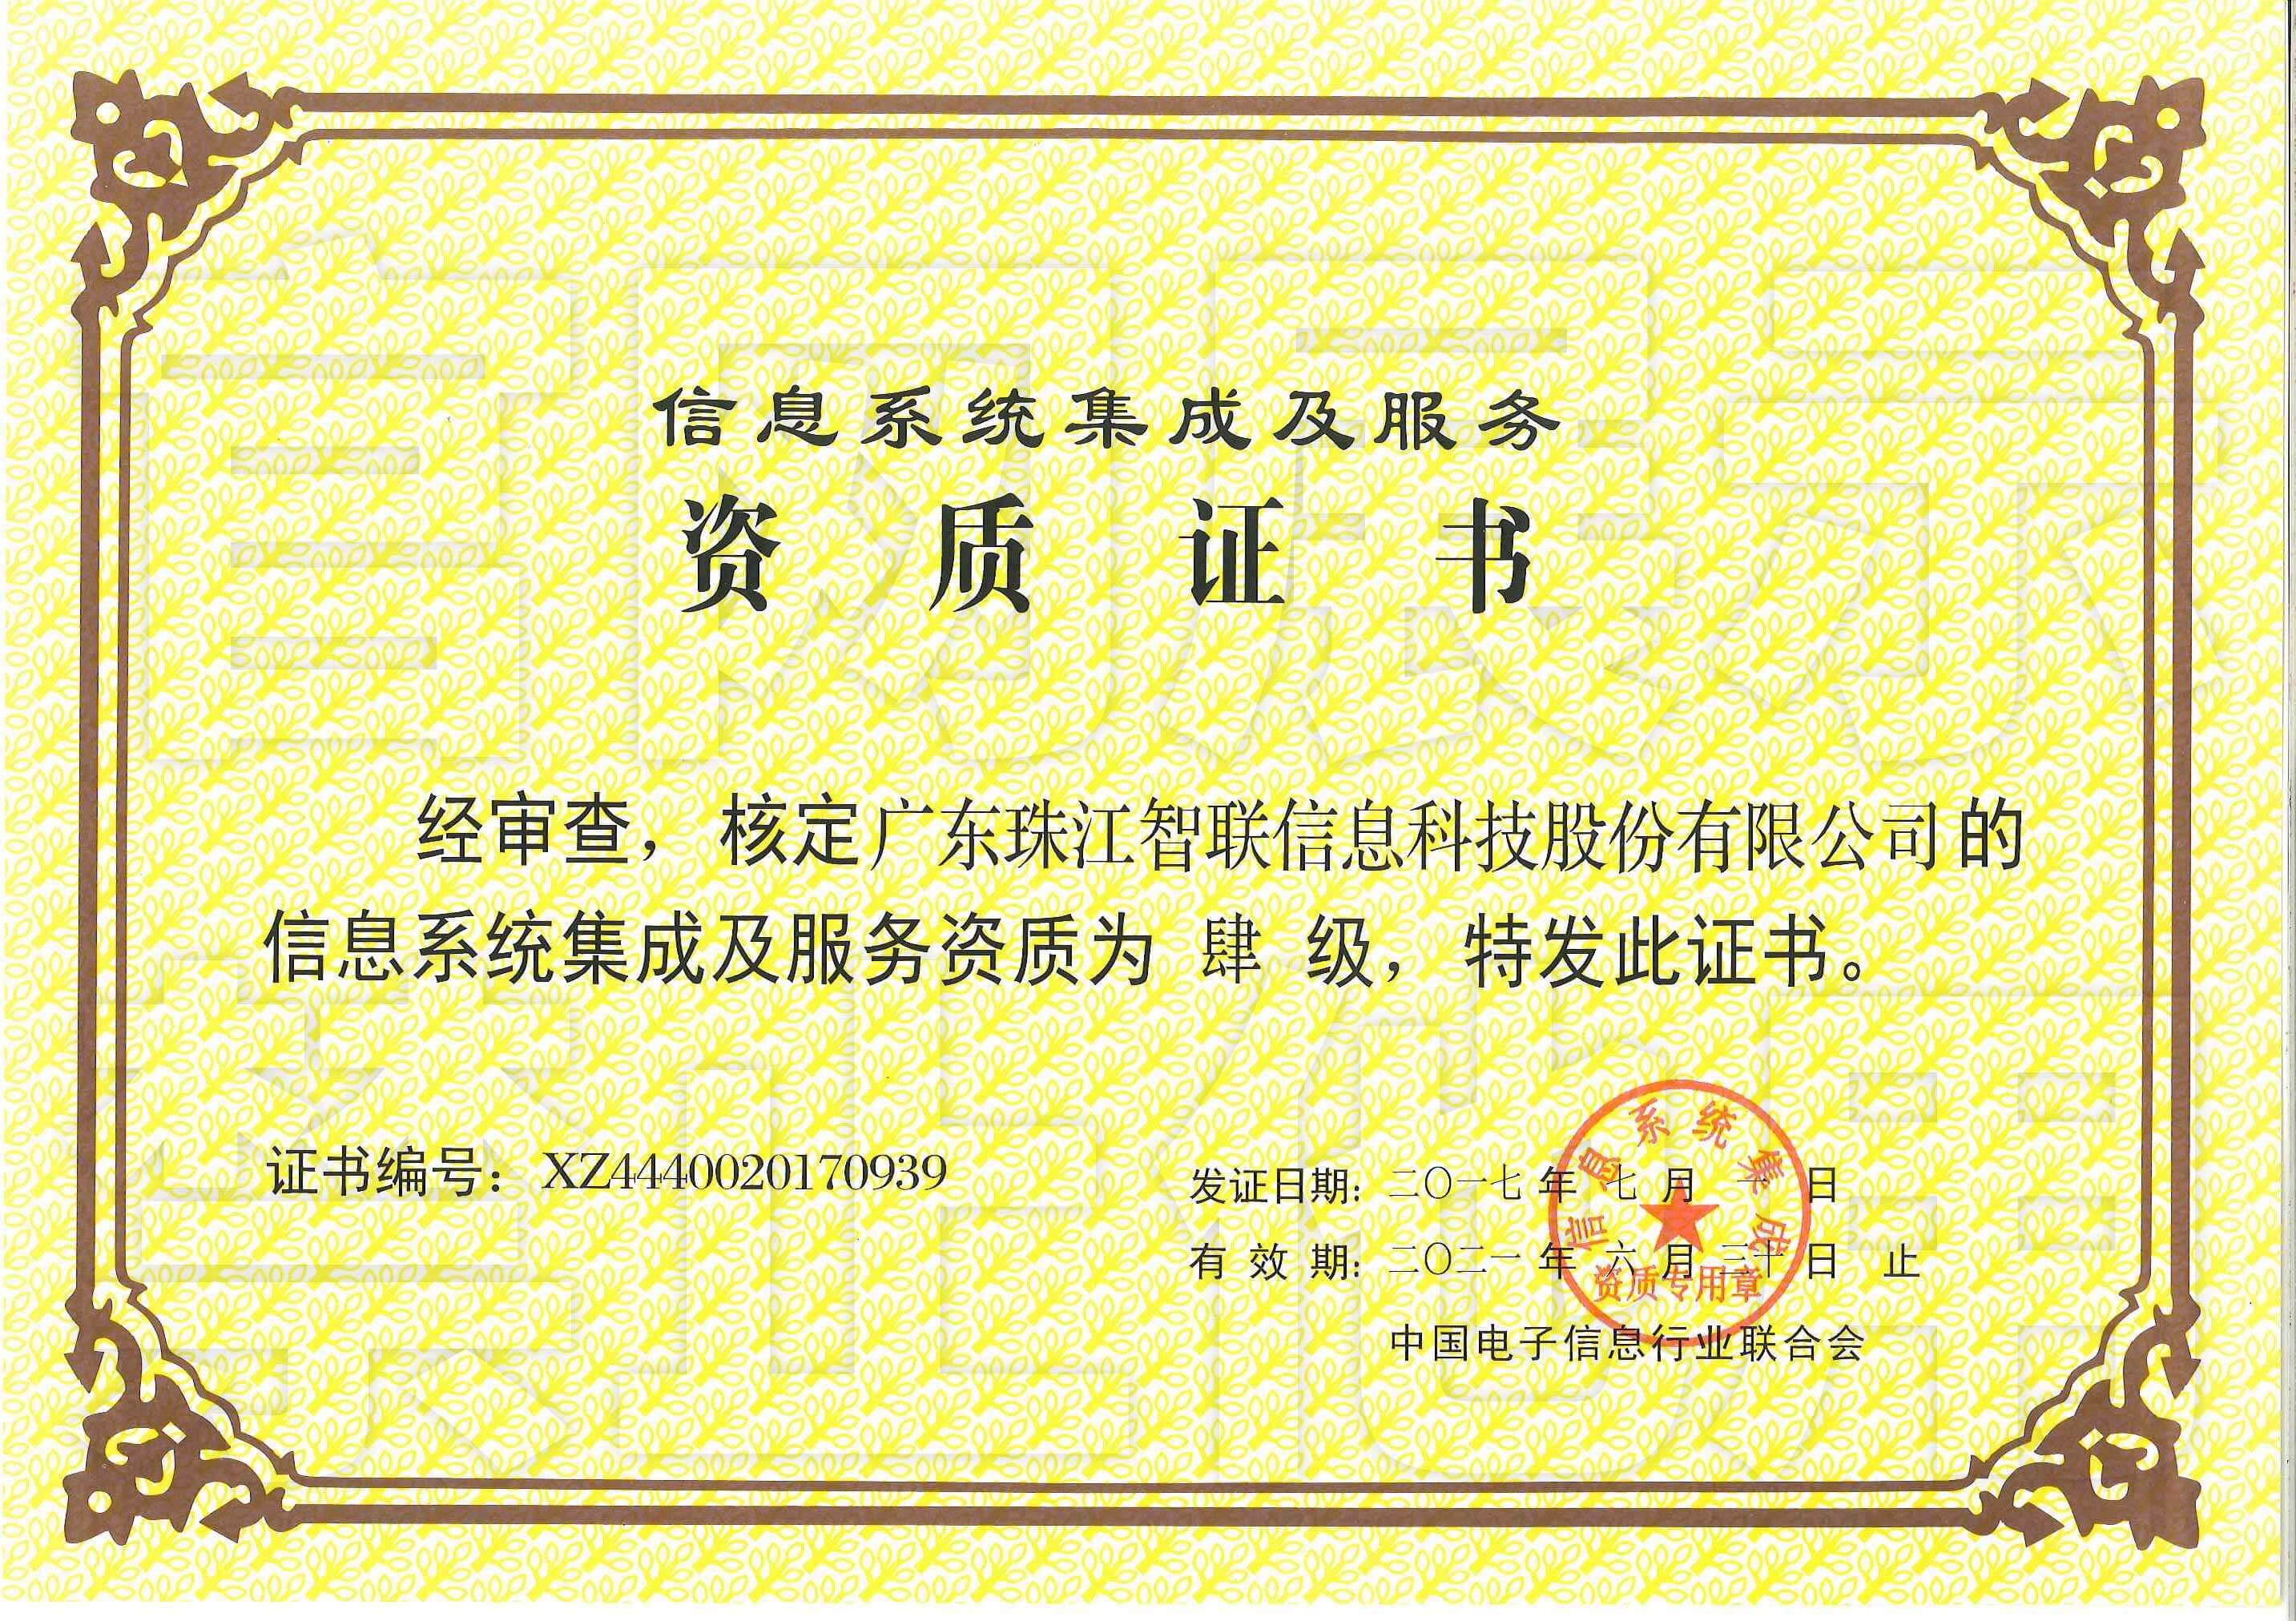 信息系统集成及服务
资质证书
经审查，核定广东珠江智联信息科技股份有限公司的
信息系统集成及服务资质为 肆 级，特发此证书。
证书编号：XZ4440020170939
发证日期：二〇一七年七月一日
有效期：二〇二一年六月三十日 止
中国电子信息行业联合会
信息系统集成
资质专用章